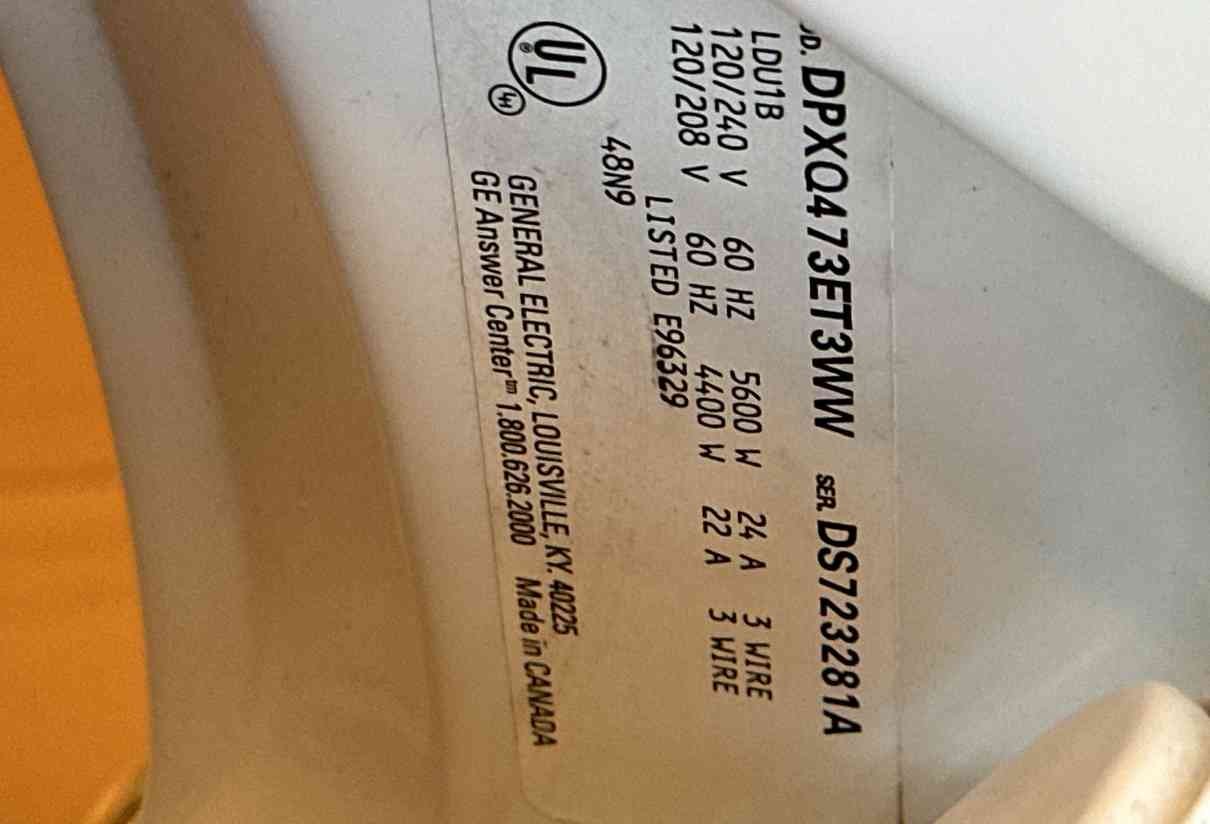 OD. DPXQ473ET3WW SER. DS723281A
LDU1B
120/240 V 60 HZ 5600 W 24 A 3 WIRE
120/208 V 60 HZ 4400 W 22 A 3 WIRE
LISTED E96329
48N9
UL ®
GENERAL ELECTRIC, LOUISVILLE, KY. 40225
GE Answer Center™ 1.800.626.2000 Made in CANADA